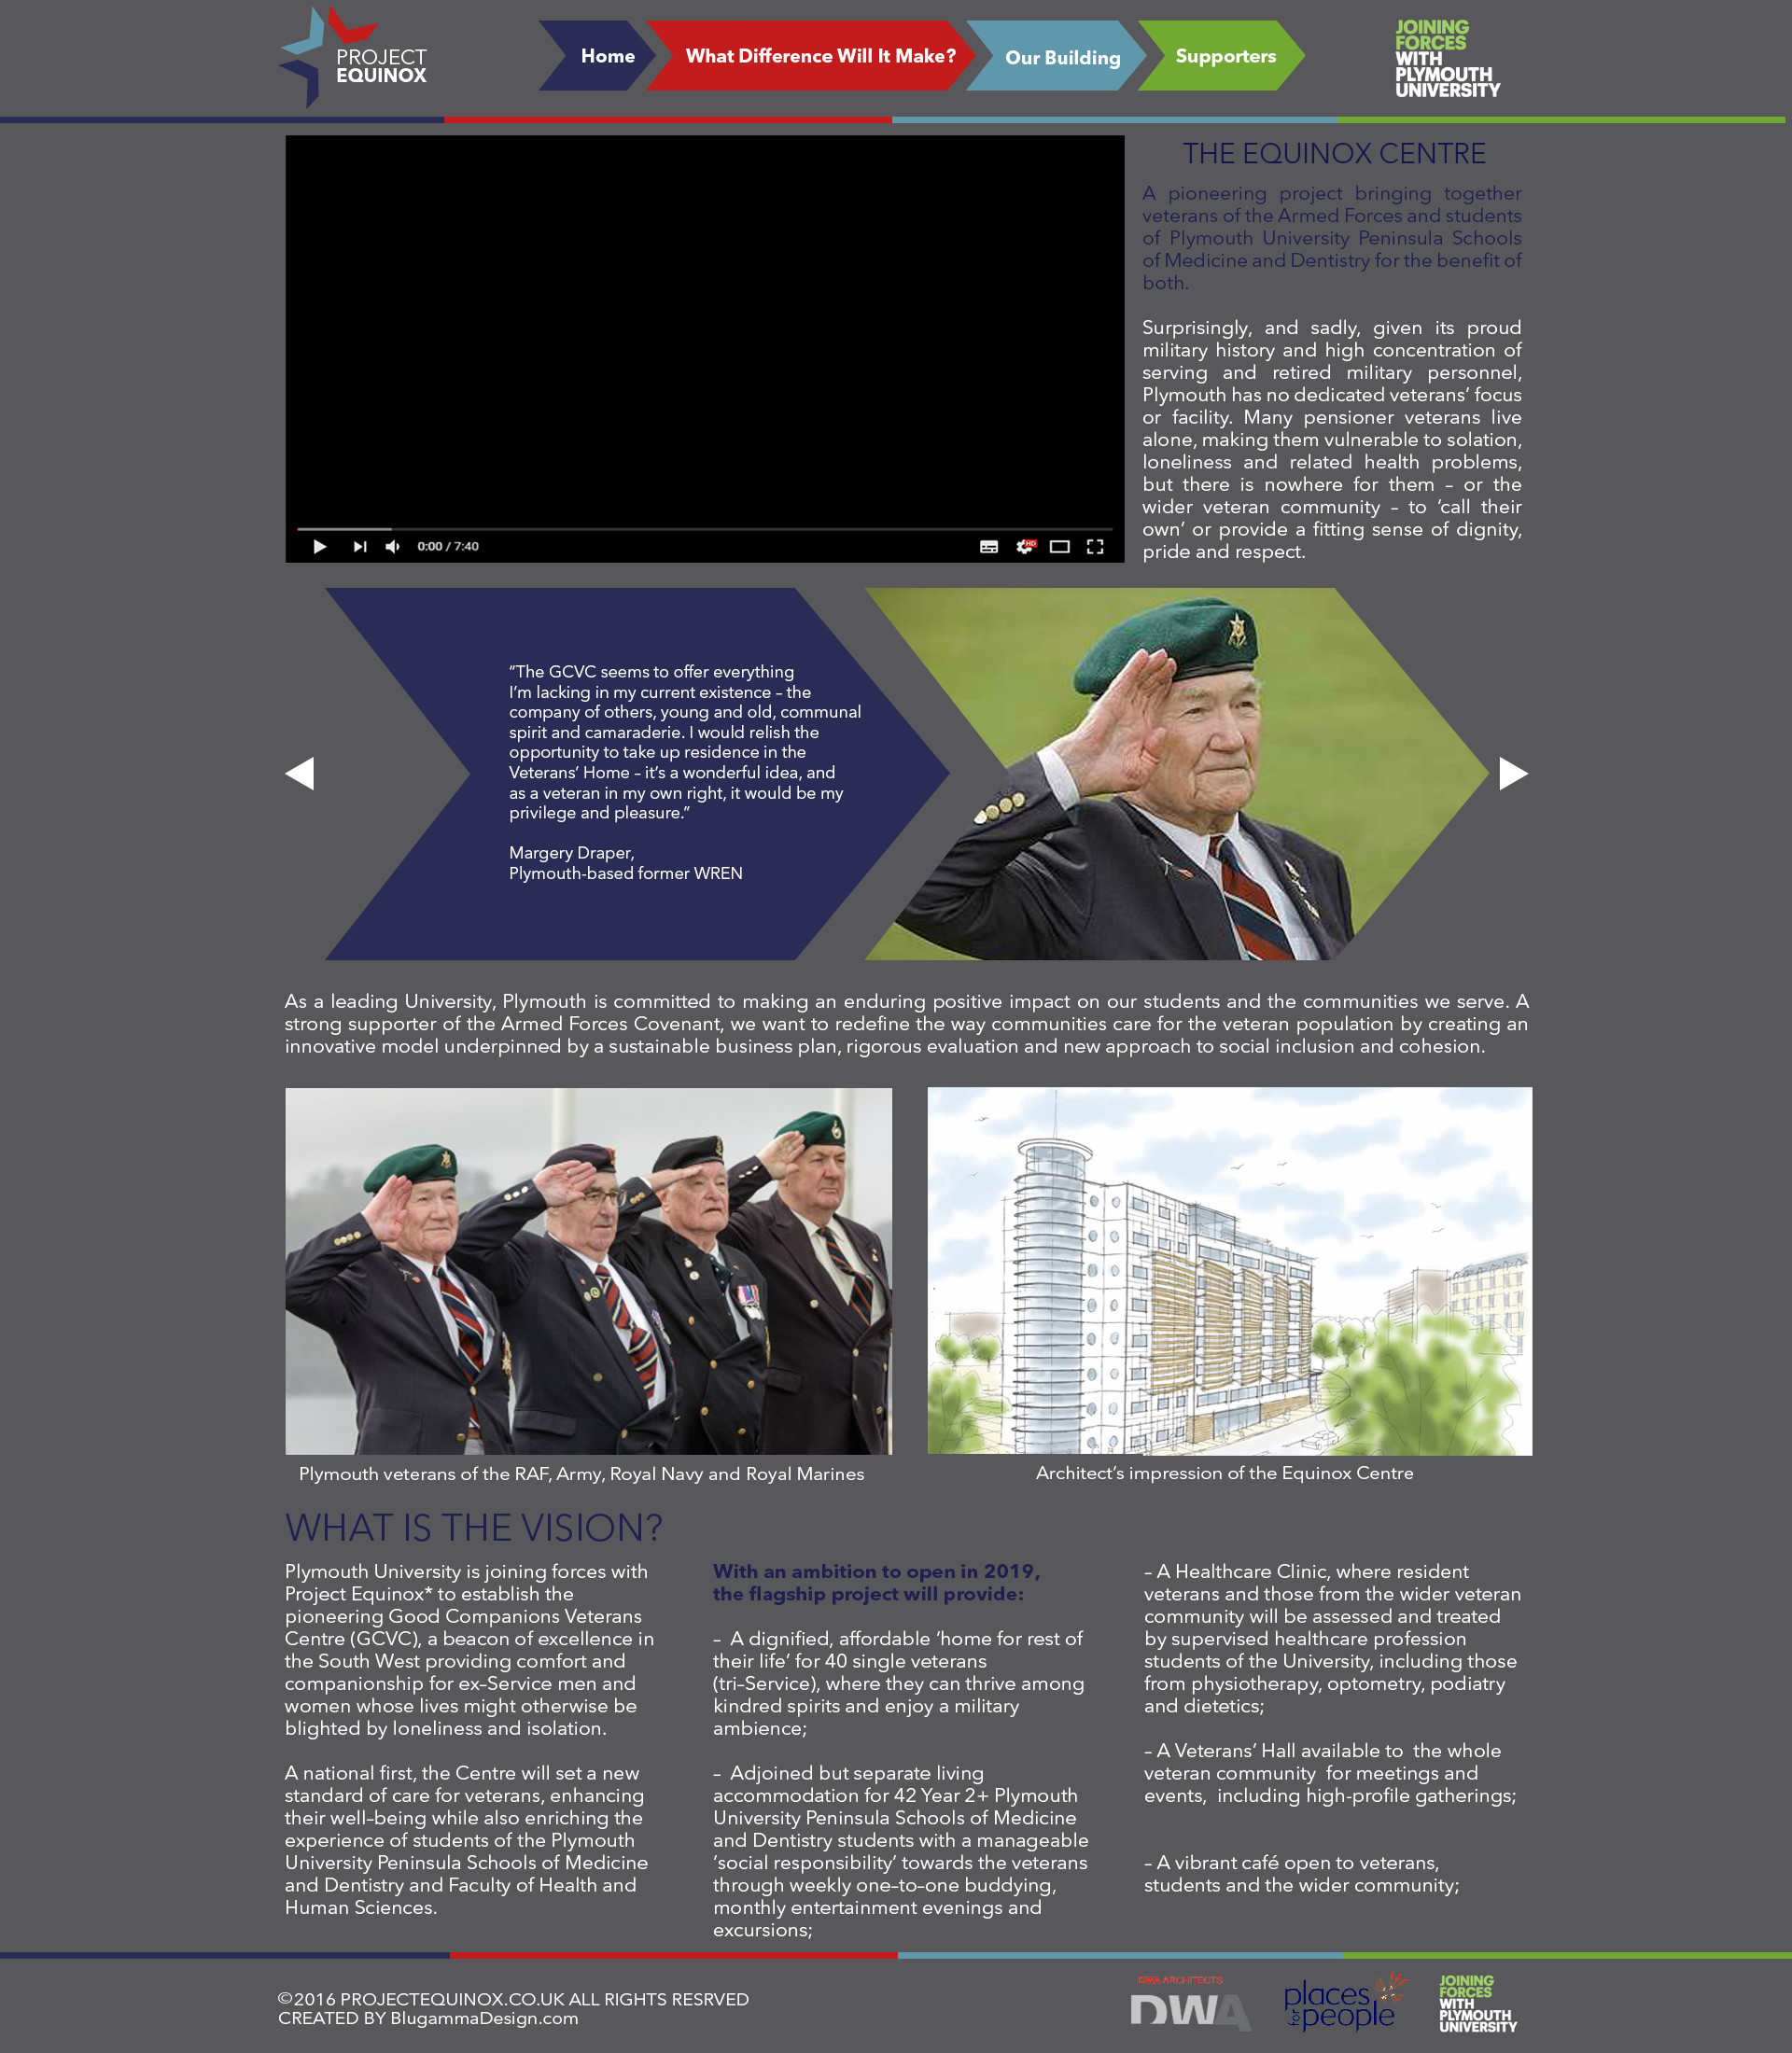 PROJECT
EQUINOX
Home
What Difference Will It Make?
Our Building
Supporters
JOINING
FORCES
WITH
PLYMOUTH
UNIVERSITY
0:00 / 7:40
HD
THE EQUINOX CENTRE
A pioneering project bringing together
veterans of the Armed Forces and students
of Plymouth University Peninsula Schools
of Medicine and Dentistry for the benefit of
both.
Surprisingly, and sadly, given its proud
military history and high concentration of
serving and retired military personnel,
Plymouth has no dedicated veterans’ focus
or facility. Many pensioner veterans live
alone, making them vulnerable to solation,
loneliness and related health problems,
but there is nowhere for them – or the
wider veteran community – to ‘call their
own’ or provide a fitting sense of dignity,
pride and respect.
“The GCVC seems to offer everything
I’m lacking in my current existence – the
company of others, young and old, communal
spirit and camaraderie. I would relish the
opportunity to take up residence in the
Veterans’ Home – it’s a wonderful idea, and
as a veteran in my own right, it would be my
privilege and pleasure.”
Margery Draper,
Plymouth-based former WREN
As a leading University, Plymouth is committed to making an enduring positive impact on our students and the communities we serve. A
strong supporter of the Armed Forces Covenant, we want to redefine the way communities care for the veteran population by creating an
innovative model underpinned by a sustainable business plan, rigorous evaluation and new approach to social inclusion and cohesion.
Plymouth veterans of the RAF, Army, Royal Navy and Royal Marines
Architect’s impression of the Equinox Centre
WHAT IS THE VISION?
Plymouth University is joining forces with
Project Equinox* to establish the
pioneering Good Companions Veterans
Centre (GCVC), a beacon of excellence in
the South West providing comfort and
companionship for ex–Service men and
women whose lives might otherwise be
blighted by loneliness and isolation.
A national first, the Centre will set a new
standard of care for veterans, enhancing
their well–being while also enriching the
experience of students of the Plymouth
University Peninsula Schools of Medicine
and Dentistry and Faculty of Health and
Human Sciences.
With an ambition to open in 2019,
the flagship project will provide:
– A dignified, affordable ‘home for rest of
their life’ for 40 single veterans
(tri–Service), where they can thrive among
kindred spirits and enjoy a military
ambience;
– Adjoined but separate living
accommodation for 42 Year 2+ Plymouth
University Peninsula Schools of Medicine
and Dentistry students with a manageable
‘social responsibility’ towards the veterans
through weekly one–to–one buddying,
monthly entertainment evenings and
excursions;
– A Healthcare Clinic, where resident
veterans and those from the wider veteran
community will be assessed and treated
by supervised healthcare profession
students of the University, including those
from physiotherapy, optometry, podiatry
and dietetics;
– A Veterans’ Hall available to the whole
veteran community for meetings and
events, including high-profile gatherings;
– A vibrant café open to veterans,
students and the wider community;
©2016 PROJECTEQUINOX.CO.UK ALL RIGHTS RESRVED
CREATED BY BlugammaDesign.com
ARCHITECTS
DWA
places
for people
JOINING
FORCES
WITH
PLYMOUTH
UNIVERSITY